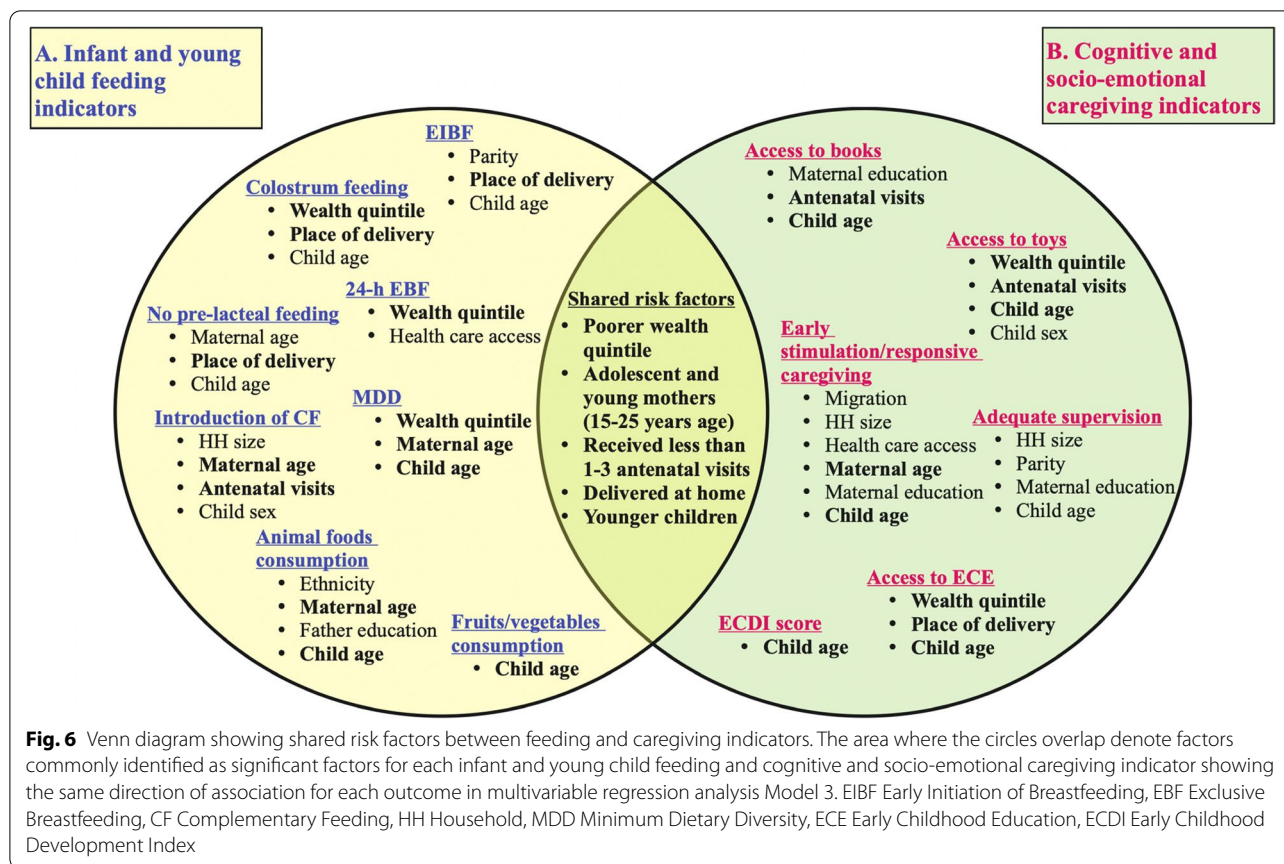 A. Infant and young
child feeding
indicators
B. Cognitive and
socio-emotional
caregiving indicators
EIBF
• Parity
• Place of delivery
• Child age
Colostrum feeding
• Wealth quintile
• Place of delivery
• Child age
24-h EBF
• Wealth quintile
• Health care access
No pre-lacteal feeding
• Maternal age
• Place of delivery
• Child age
MDD
• Wealth quintile
• Maternal age
• Child age
Introduction of CF
• HH size
• Maternal age
• Antenatal visits
• Child sex
Animal foods
consumption
• Ethnicity
• Maternal age
• Father education
• Child age
Fruits/vegetables
consumption
• Child age
Shared risk factors
• Poorer wealth
quintile
• Adolescent and
young mothers
(15-25 years age)
• Received less than
1-3 antenatal visits
• Delivered at home
• Younger children
Access to books
• Maternal education
• Antenatal visits
• Child age
Access to toys
• Wealth quintile
• Antenatal visits
• Child age
• Child sex
Early
stimulation/responsive
caregiving
• Migration
• HH size
• Health care access
• Maternal age
• Maternal education
• Child age
Adequate supervision
• HH size
• Parity
• Maternal education
• Child age
Access to ECE
• Wealth quintile
• Place of delivery
• Child age
ECDI score
• Child age
Fig. 6 Venn diagram showing shared risk factors between feeding and caregiving indicators. The area where the circles overlap denote factors
commonly identified as significant factors for each infant and young child feeding and cognitive and socio-emotional caregiving indicator showing
the same direction of association for each outcome in multivariable regression analysis Model 3. EIBF Early Initiation of Breastfeeding, EBF Exclusive
Breastfeeding, CF Complementary Feeding, HH Household, MDD Minimum Dietary Diversity, ECE Early Childhood Education, ECDI Early Childhood
Development Index